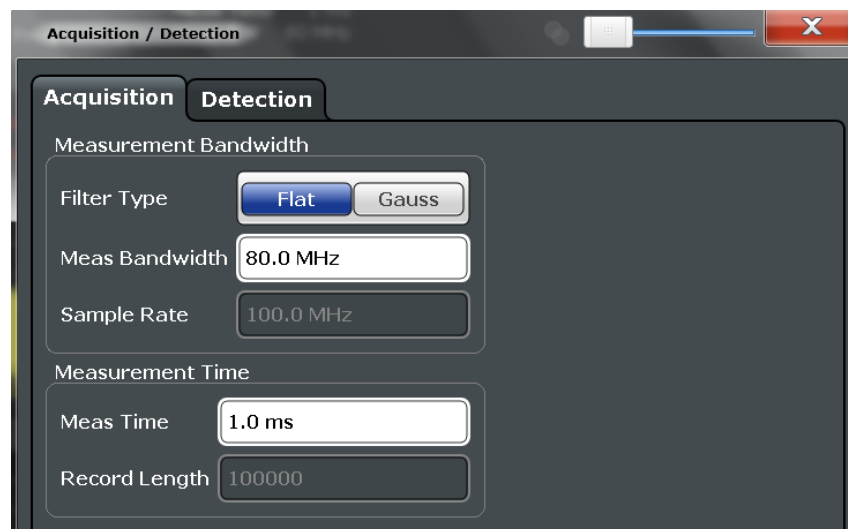 Acquisition / Detection
X
Acquisition Detection
Measurement Bandwidth
Filter Type Flat Gauss
Meas Bandwidth 80.0 MHz
Sample Rate 100.0 MHz
Measurement Time
Meas Time 1.0 ms
Record Length 100000